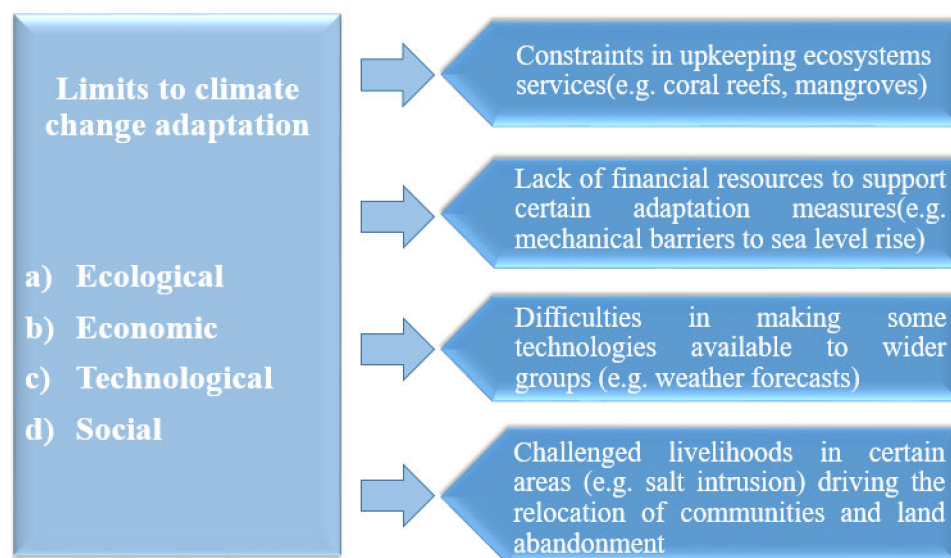 Limits to climate
change adaptation
a) Ecological
b) Economic
c) Technological
d) Social
Constraints in upkeeping ecosystems
services(e.g. coral reefs, mangroves)
Lack of financial resources to support
certain adaptation measures(e.g.
mechanical barriers to sea level rise)
Difficulties in making some
technologies available to wider
groups (e.g. weather forecasts)
Challenged livelihoods in certain
areas (e.g. salt intrusion) driving the
relocation of communities and land
abandonment